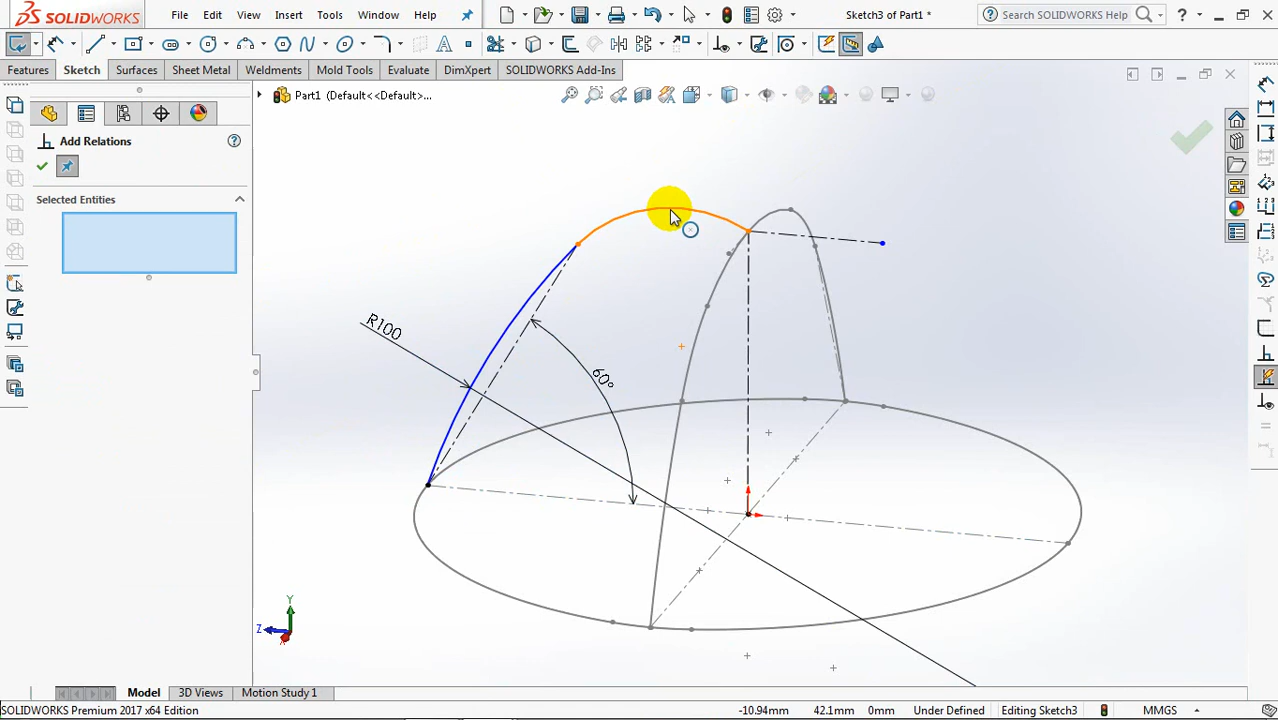 SOLIDWORKS File Edit View Insert Tools Window Help Sketch3 of Part1 * Search SOLIDWORKS Help ?
Features Sketch Surfaces Sheet Metal Weldments Mold Tools Evaluate DimXpert SOLIDWORKS Add-Ins
Part1 (Default<<Default>...
Add Relations ?
Selected Entities
R100
60°
Y
Z
Model 3D Views Motion Study 1
SOLIDWORKS Premium 2017 x64 Edition -10.94mm 42.1mm 0mm Under Defined Editing Sketch3 MMGS